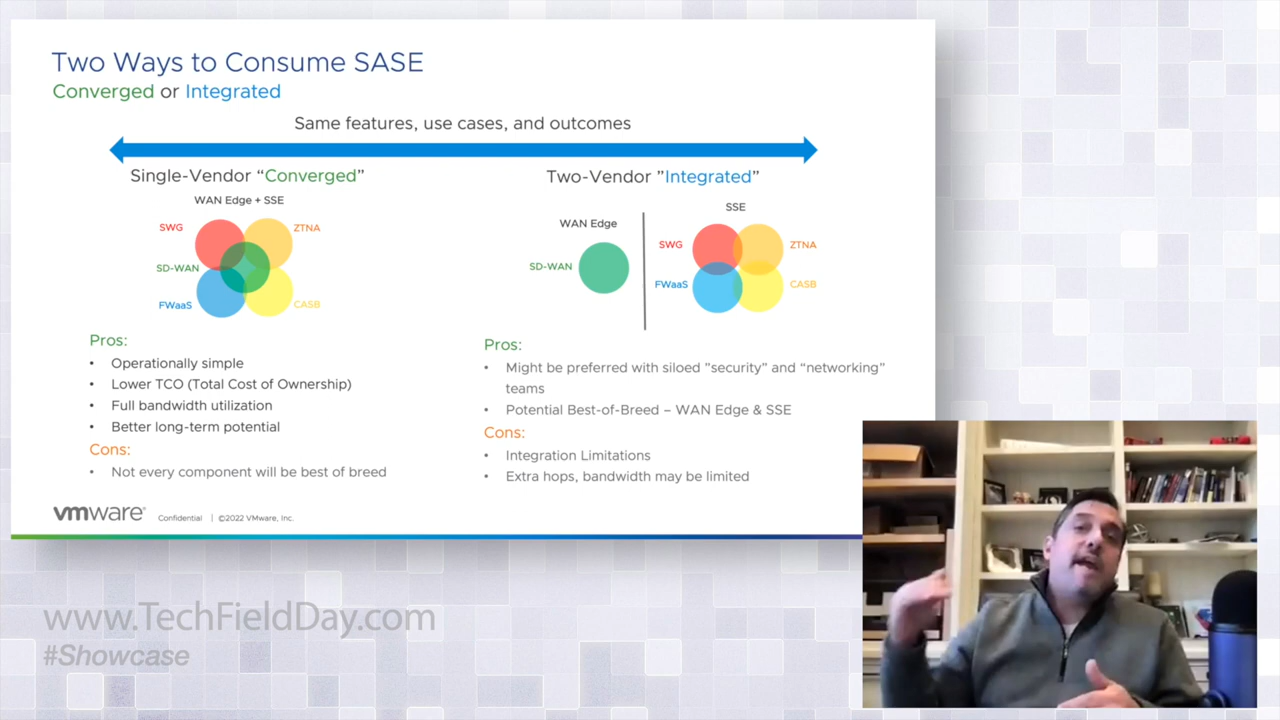 Two Ways to Consume SASE
Converged or Integrated
Same features, use cases, and outcomes
Single-Vendor “Converged”
WAN Edge + SSE
SWG
ZTNA
SD-WAN
FWaaS
CASB
Pros:
• Operationally simple
• Lower TCO (Total Cost of Ownership)
• Full bandwidth utilization
• Better long-term potential
Cons:
• Not every component will be best of breed
Two-Vendor ”Integrated”
WAN Edge
SD-WAN
SSE
SWG
ZTNA
FWaaS
CASB
Pros:
• Might be preferred with siloed ”security” and “networking”
teams
• Potential Best-of-Breed – WAN Edge & SSE
Cons:
• Integration Limitations
• Extra hops, bandwidth may be limited
vmware®
Confidential | ©2022 VMware, Inc.
www.TechFieldDay.com
#Showcase